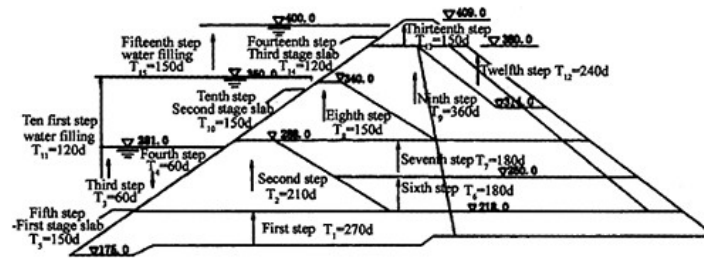 400.0
409.0
Fifteenth step
water filling
T15=150d
Fourteenth step
Third stage slab
T14=120d
Thirteenth step
T13=150d
380.0
Twelfth step T12=240d
360.0
340.0
Tenth step
Second stage slab
T10=150d
Eighth step
T8=150d
Ninth step
T9=360d
314.0
Ten first step
water filling
T11=120d
281.0
288.0
Fourth step
T4=60d
Third step
T3=60d
Second step
T2=210d
Seventh step T7=180d
250.0
Sixth step
T6=180d
218.0
Fifth step
-First stage slab
T5=150d
First step T1=270d
175.0